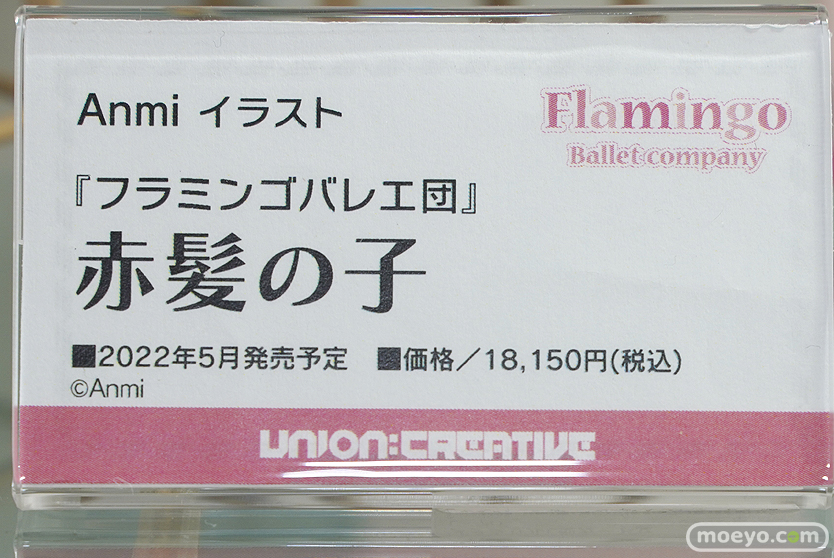 Anmi イラスト
Flamingo
Ballet company
『フラミンゴバレエ団』
赤髪の子
■2022年5月発売予定 ■価格／18,150円(税込)
©Anmi
UNION:CREATIVE
moeyo.com